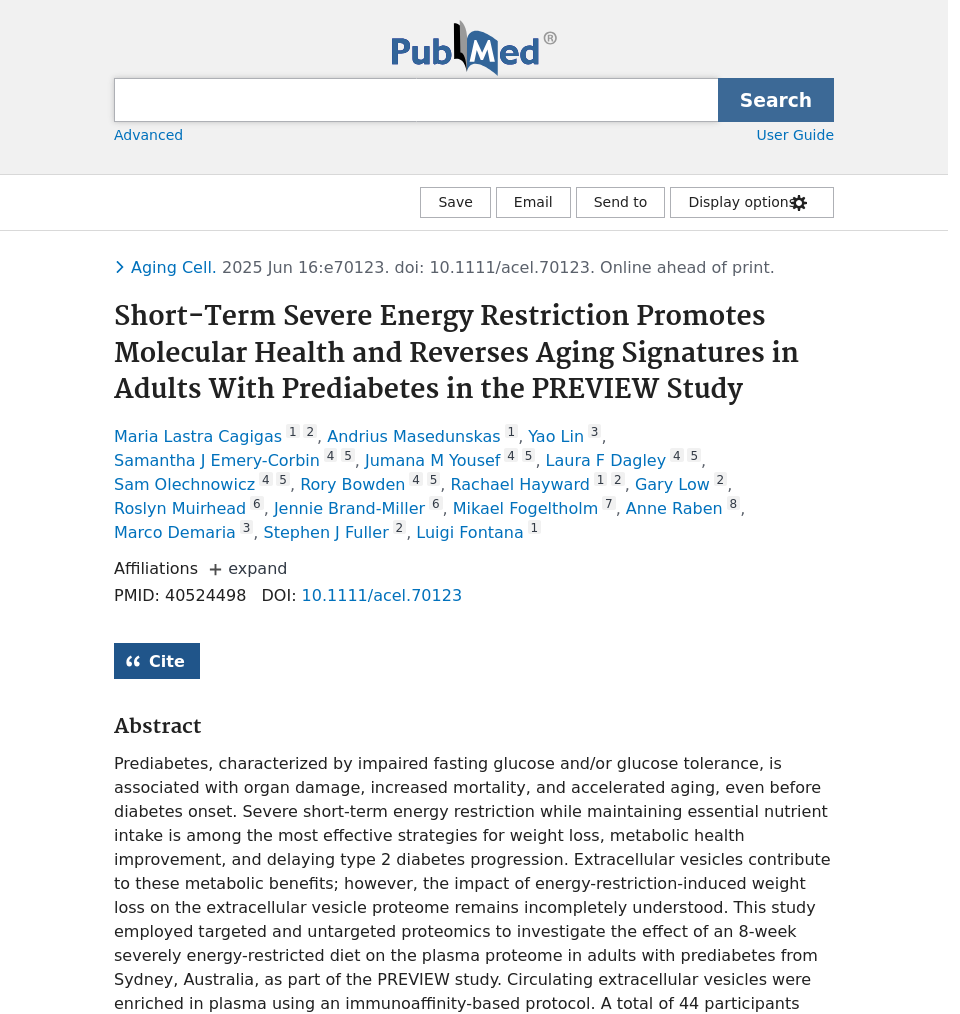 PubMed®
Search
Advanced
User Guide
Save
Email
Send to
Display options
Aging Cell. 2025 Jun 16:e70123. doi: 10.1111/acel.70123. Online ahead of print.
Short-Term Severe Energy Restriction Promotes
Molecular Health and Reverses Aging Signatures in
Adults With Prediabetes in the PREVIEW Study
Maria Lastra Cagigas 1 2, Andrius Masedunskas 1, Yao Lin 3,
Samantha J Emery-Corbin 4 5, Jumana M Yousef 4 5, Laura F Dagley 4 5,
Sam Olechnowicz 4 5, Rory Bowden 4 5, Rachael Hayward 1 2, Gary Low 2,
Roslyn Muirhead 6, Jennie Brand-Miller 6, Mikael Fogeltholm 7, Anne Raben 8,
Marco Demaria 3, Stephen J Fuller 2, Luigi Fontana 1
Affiliations + expand
PMID: 40524498 DOI: 10.1111/acel.70123
“ Cite
Abstract
Prediabetes, characterized by impaired fasting glucose and/or glucose tolerance, is
associated with organ damage, increased mortality, and accelerated aging, even before
diabetes onset. Severe short-term energy restriction while maintaining essential nutrient
intake is among the most effective strategies for weight loss, metabolic health
improvement, and delaying type 2 diabetes progression. Extracellular vesicles contribute
to these metabolic benefits; however, the impact of energy-restriction-induced weight
loss on the extracellular vesicle proteome remains incompletely understood. This study
employed targeted and untargeted proteomics to investigate the effect of an 8-week
severely energy-restricted diet on the plasma proteome in adults with prediabetes from
Sydney, Australia, as part of the PREVIEW study. Circulating extracellular vesicles were
enriched in plasma using an immunoaffinity-based protocol. A total of 44 participants